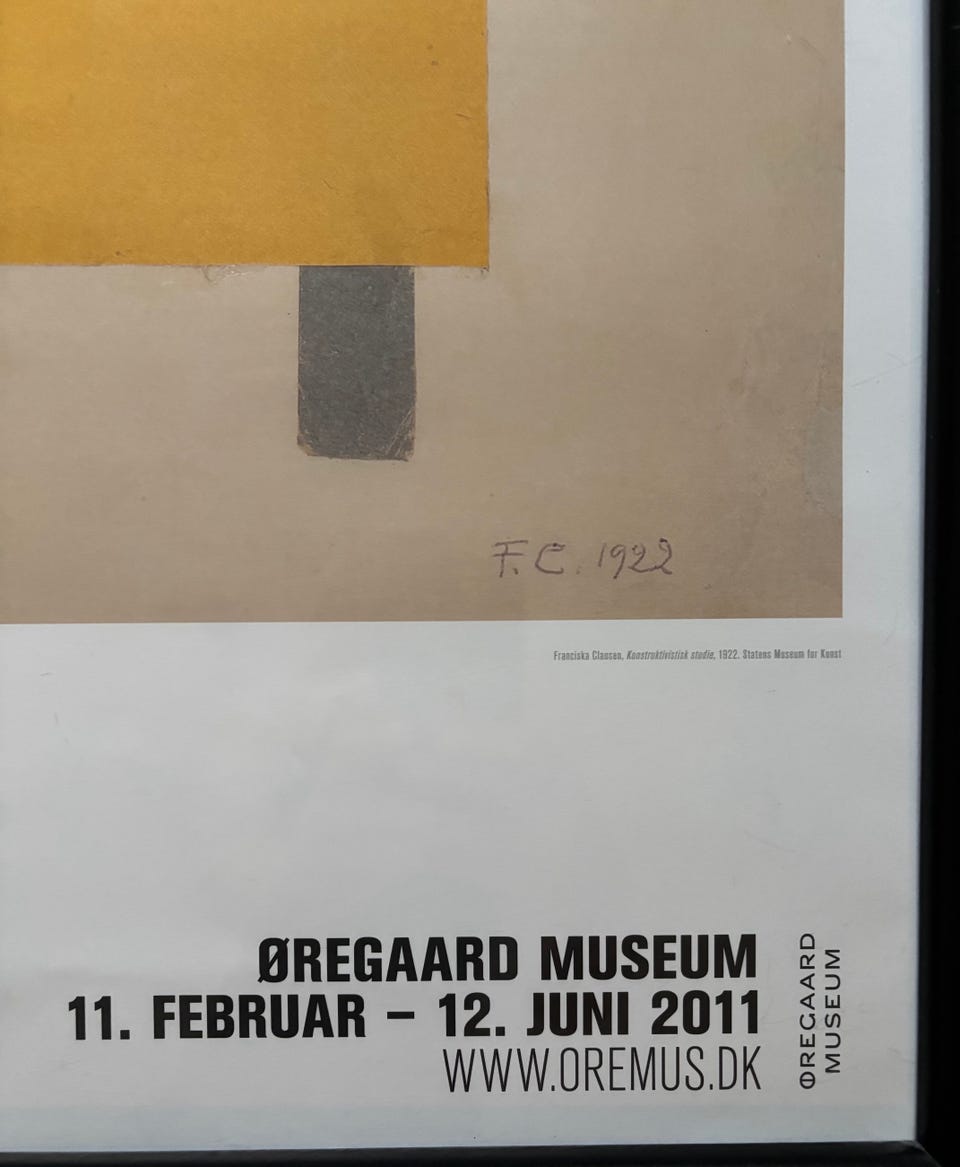 F. C. 1922
Franciska Clausen, Konstruktivistisk studie, 1922. Statens Museum for Kunst
ØREGAARD MUSEUM
11. FEBRUAR – 12. JUNI 2011
WWW.OREMUS.DK
ØREGAARD
MUSEUM